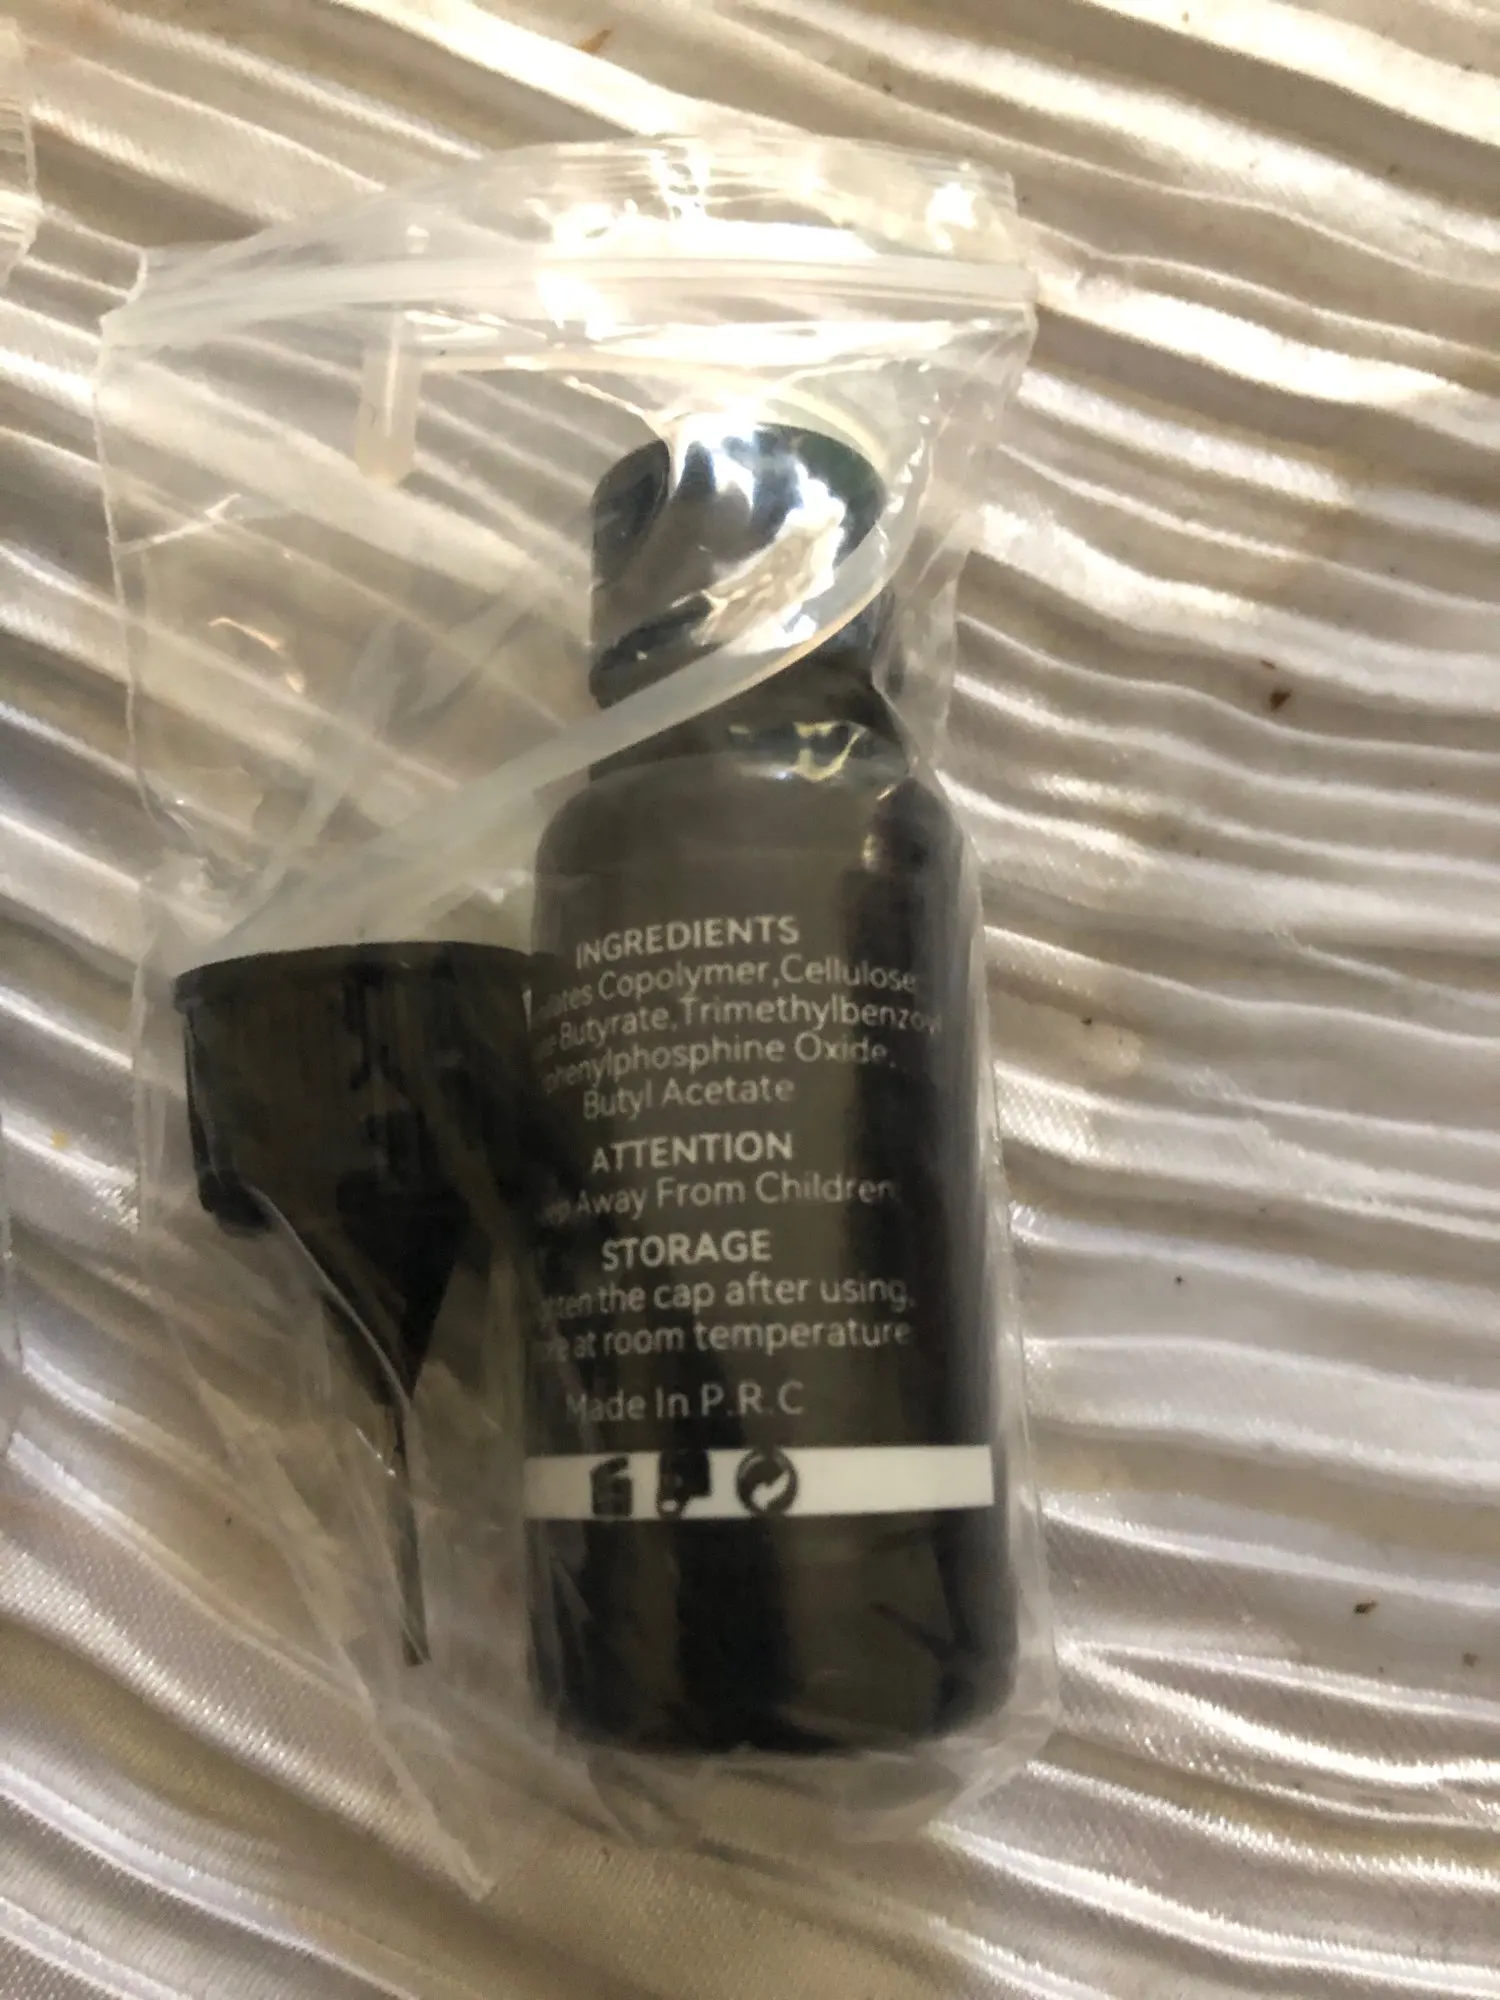 INGREDIENTS
Copolymer,Cellulose
Butyrate,Trimethylbenzoyl
phenylphosphine Oxide,
Butyl Acetate
ATTENTION
Away From Children
STORAGE
the cap after using,
at room temperature
Made In P.R.C